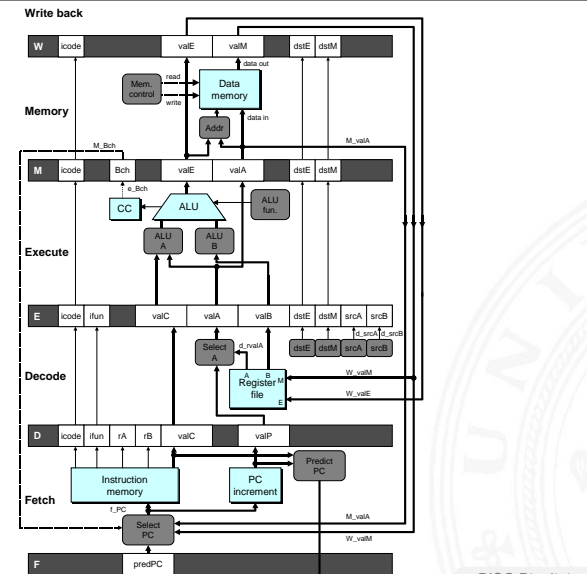 Write back
W icode valE valM dstE dstM
data out
Mem. control
read
write
Data memory
Memory
Addr
data in
M_Bch
M_valA
M icode Bch valE valA dstE dstM
e_Bch
CC
ALU
ALU fun.
ALU A
ALU B
Execute
E icode ifun valC valA valB dstE dstM srcA srcB
d_srcA d_srcB
Select A
d_rvalA
dstE dstM srcA srcB
A B
Register file
M
E
W_valM
W_valE
Decode
D icode ifun rA rB valC valP
Predict PC
Instruction memory
PC increment
Fetch
f_PC
M_valA
Select PC
W_valM
F predPC
U N I